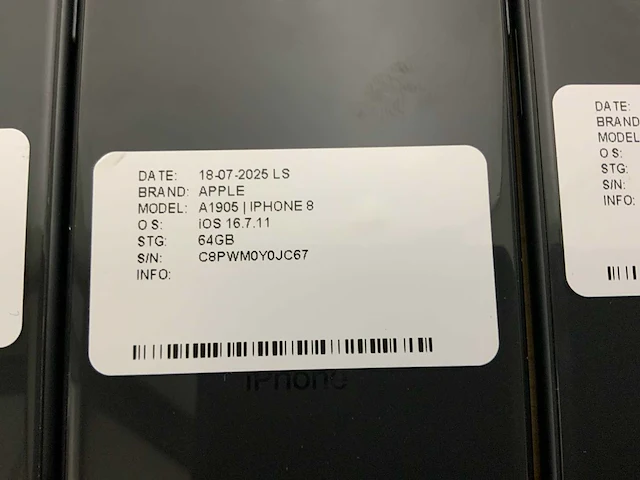 DATE: 18-07-2025 LS
BRAND: APPLE
MODEL: A1905 | IPHONE 8
O S: iOS 16.7.11
STG: 64GB
S/N: C8PWM0Y0JC67
INFO:
iPhone
DATE:
BRAND
MODEL
O S:
STG:
S/N:
INFO: